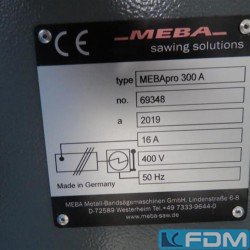 CE MEBA
sawing solutions
type MEBApro 300 A
no. 69348
a 2019
16 A
400 V
50 Hz
Made in Germany
MEBA Metall-Bandsägemaschinen GmbH, Lindenstraße 6-8
D-72589 Westerheim Tel. +49 7333-9644-0
www.meba-saw.de
FDM